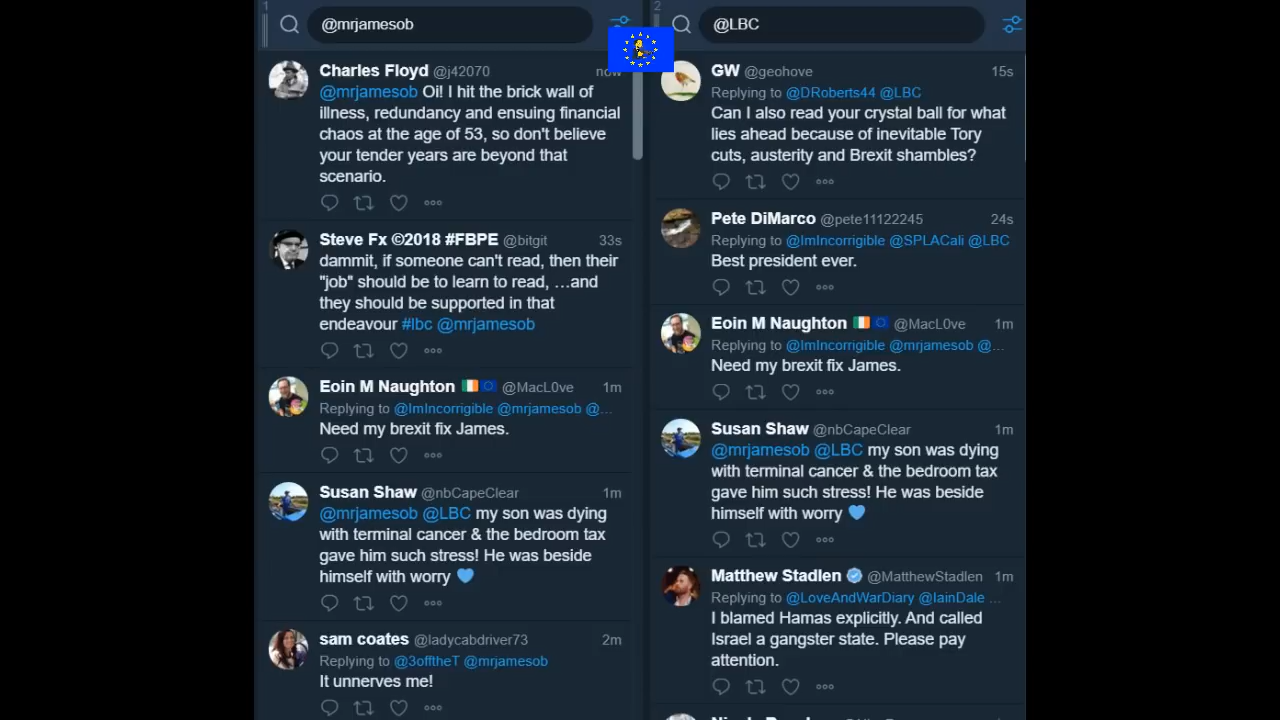 1
@mrjamesob
Charles Floyd @j42070 now
@mrjamesob Oi! I hit the brick wall of
illness, redundancy and ensuing financial
chaos at the age of 53, so don't believe
your tender years are beyond that
scenario.
Steve Fx ©2018 #FBPE @bitgit 33s
dammit, if someone can't read, then their
"job" should be to learn to read, …and
they should be supported in that
endeavour #lbc @mrjamesob
Eoin M Naughton @MacL0ve 1m
Replying to @ImIncorrigible @mrjamesob @…
Need my brexit fix James.
Susan Shaw @nbCapeClear 1m
@mrjamesob @LBC my son was dying
with terminal cancer & the bedroom tax
gave him such stress! He was beside
himself with worry 💙
sam coates @ladycabdriver73 2m
Replying to @3offtheT @mrjamesob
It unnerves me!
2
@LBC
GW @geohove 15s
Replying to @DRoberts44 @LBC
Can I also read your crystal ball for what
lies ahead because of inevitable Tory
cuts, austerity and Brexit shambles?
Pete DiMarco @pete11122245 24s
Replying to @ImIncorrigible @SPLACali @LBC
Best president ever.
Eoin M Naughton @MacL0ve 1m
Replying to @ImIncorrigible @mrjamesob @…
Need my brexit fix James.
Susan Shaw @nbCapeClear 1m
@mrjamesob @LBC my son was dying
with terminal cancer & the bedroom tax
gave him such stress! He was beside
himself with worry 💙
Matthew Stadlen @MatthewStadlen 1m
Replying to @LoveAndWarDiary @IainDale …
I blamed Hamas explicitly. And called
Israel a gangster state. Please pay
attention.